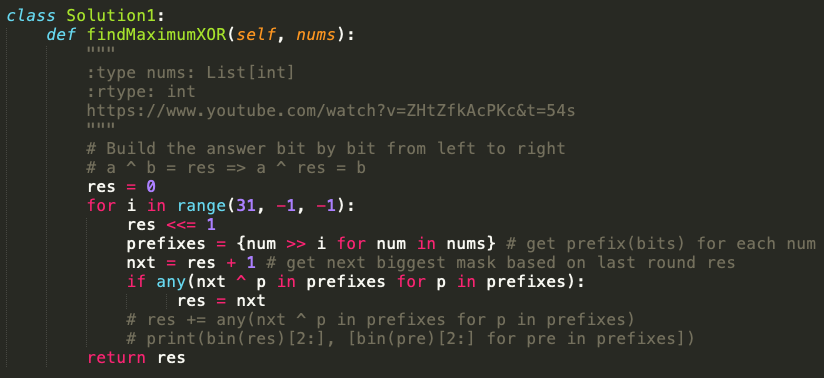 class Solution1:
    def findMaximumXOR(self, nums):
        """
        :type nums: List[int]
        :rtype: int
        https://www.youtube.com/watch?v=ZHtZfkAcPKc&t=54s
        """
        # Build the answer bit by bit from left to right
        # a ^ b = res => a ^ res = b
        res = 0
        for i in range(31, -1, -1):
            res <<= 1
            prefixes = {num >> i for num in nums} # get prefix(bits) for each num
            nxt = res + 1 # get next biggest mask based on last round res
            if any(nxt ^ p in prefixes for p in prefixes):
                 res = nxt
            # res += any(nxt ^ p in prefixes for p in prefixes)
            # print(bin(res)[2:], [bin(pre)[2:] for pre in prefixes])
        return res